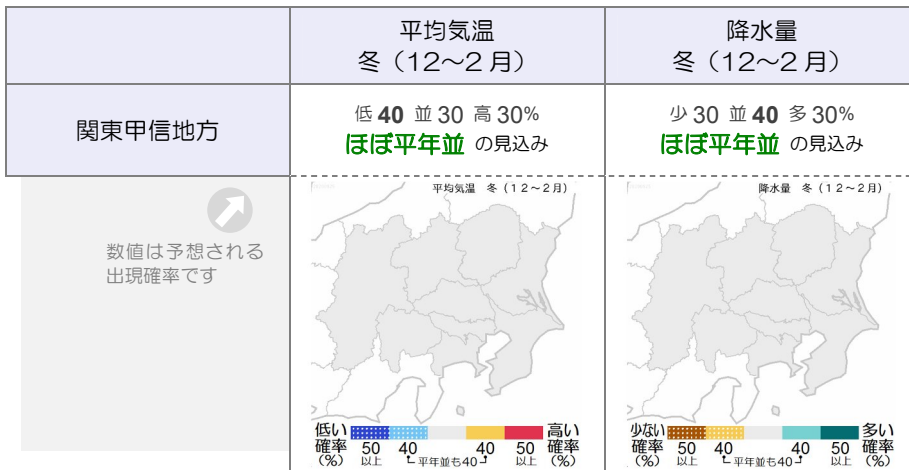 平均気温
冬（12～2月）
降水量
冬（12～2月）
関東甲信地方
低 40 並 30 高 30%
ほぼ平年並 の見込み
少 30 並 40 多 30%
ほぼ平年並 の見込み
数値は予想される
出現確率です
平均気温 冬（12～2月）
低い
確率
(%)
50
以上
40
平年並も40
40
50
以上
高い
確率
(%)
降水量 冬（12～2月）
少ない
確率
(%)
50
以上
40
平年並も40
40
50
以上
多い
確率
(%)